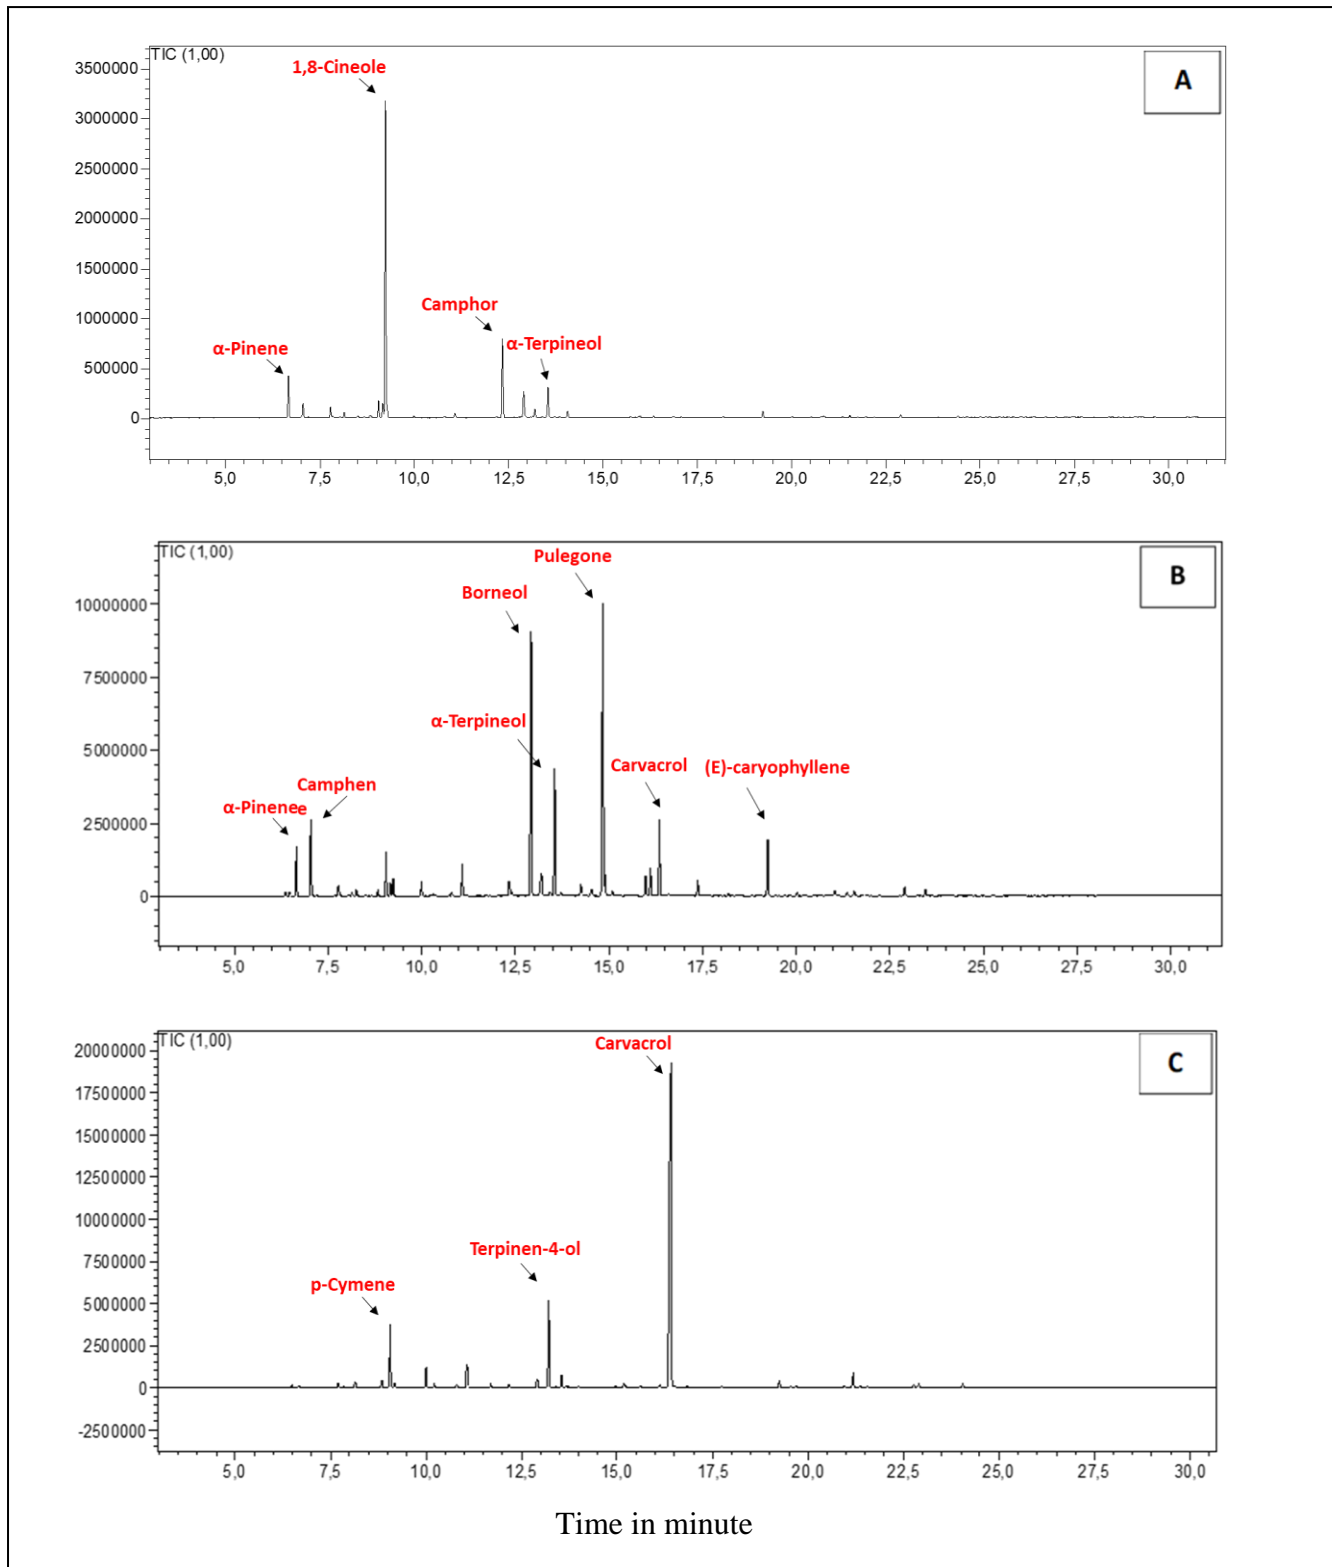 TIC (1,00)
A
1,8-Cineole
3500000
3000000
2500000
2000000
1500000
1000000
500000
0
Camphor
α-Pinene
α-Terpineol
5,0 7,5 10,0 12,5 15,0 17,5 20,0 22,5 25,0 27,5 30,0
TIC (1,00)
B
Pulegone
Borneol
10000000
7500000
5000000
2500000
0
α-Terpineol
Carvacrol
(E)-caryophyllene
Camphen
e
α-Pinene
5,0 7,5 10,0 12,5 15,0 17,5 20,0 22,5 25,0 27,5 30,0
TIC (1,00)
C
Carvacrol
20000000
17500000
15000000
12500000
10000000
7500000
5000000
2500000
0
-2500000
Terpinen-4-ol
p-Cymene
5,0 7,5 10,0 12,5 15,0 17,5 20,0 22,5 25,0 27,5 30,0
Time in minute